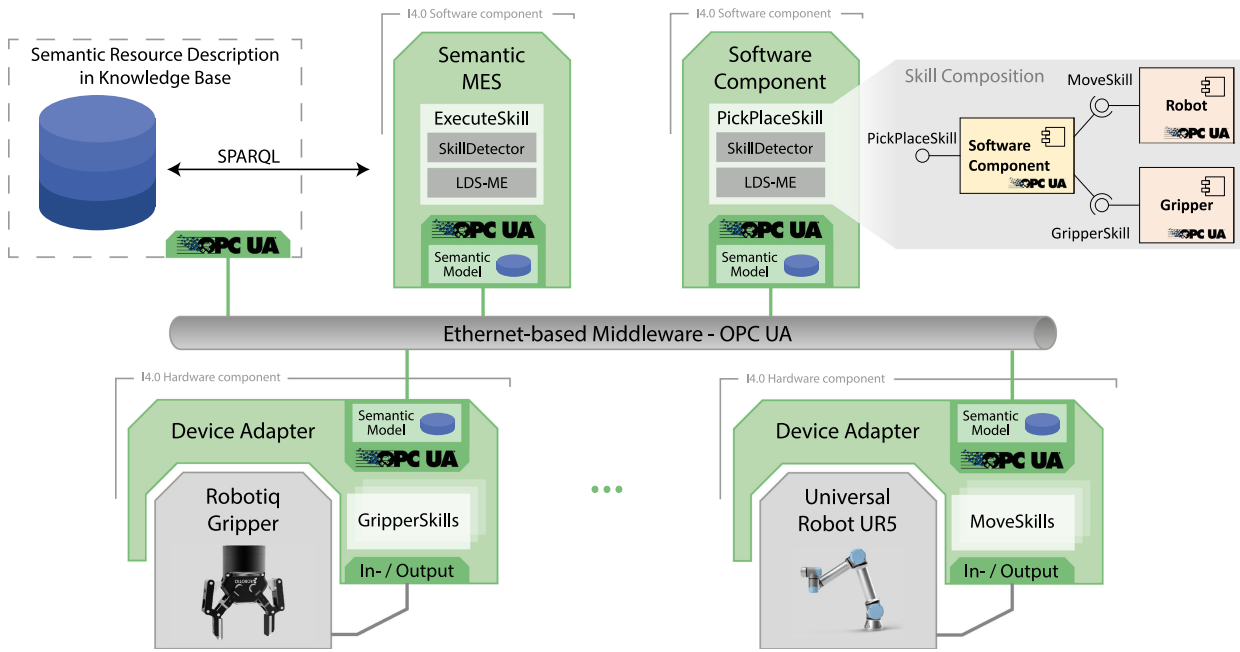 I4.0 Software component
Semantic Resource Description
in Knowledge Base
SPARQL
OPC UA
Semantic
MES
ExecuteSkill
SkillDetector
LDS-ME
OPC UA
Semantic
Model
I4.0 Software component
Software
Component
PickPlaceSkill
SkillDetector
LDS-ME
OPC UA
Semantic
Model
Skill Composition
MoveSkill
Robot
OPC UA
PickPlaceSkill
Software
Component
OPC UA
Gripper
OPC UA
GripperSkill
Ethernet-based Middleware - OPC UA
I4.0 Hardware component
Device Adapter
Semantic
Model
OPC UA
Robotiq
Gripper
GripperSkills
In- / Output
ROBOTIQ
...
I4.0 Hardware component
Device Adapter
Semantic
Model
OPC UA
Universal
Robot UR5
MoveSkills
In- / Output